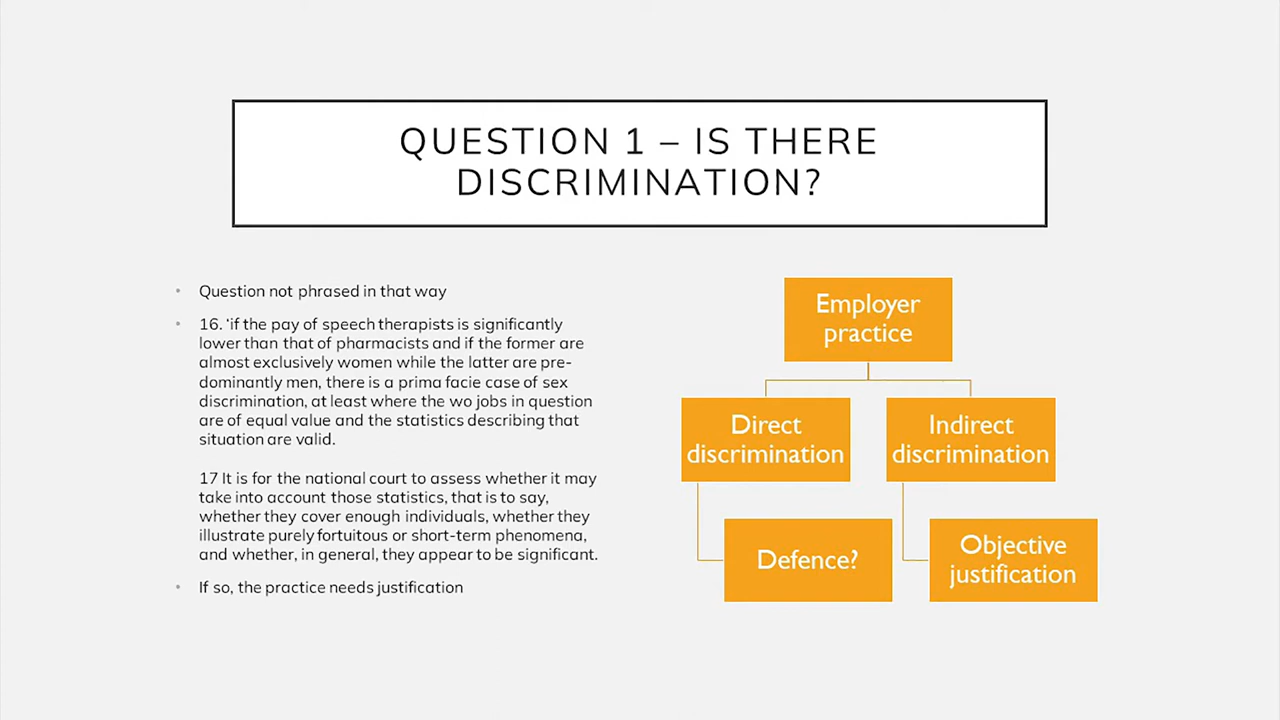 QUESTION 1 – IS THERE
DISCRIMINATION?
• Question not phrased in that way
• 16. ‘if the pay of speech therapists is significantly
lower than that of pharmacists and if the former are
almost exclusively women while the latter are pre-
dominantly men, there is a prima facie case of sex
discrimination, at least where the wo jobs in question
are of equal value and the statistics describing that
situation are valid.
17 It is for the national court to assess whether it may
take into account those statistics, that is to say,
whether they cover enough individuals, whether they
illustrate purely fortuitous or short-term phenomena,
and whether, in general, they appear to be significant.
• If so, the practice needs justification
Employer
practice
Direct
discrimination
Indirect
discrimination
Defence?
Objective
justification